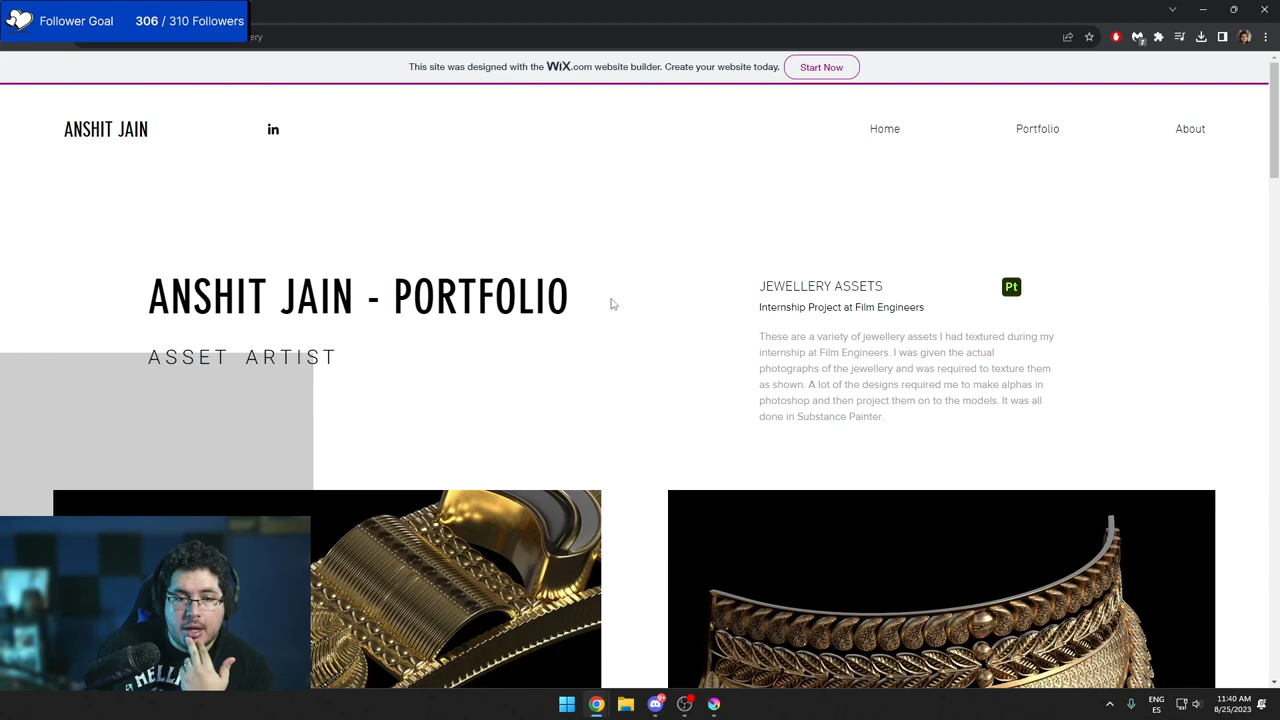 Follower Goal 306 / 310 Followers
ery
This site was designed with the WiX.com website builder. Create your website today. Start Now
ANSHIT JAIN in Home Portfolio About
ANSHIT JAIN - PORTFOLIO
ASSET ARTIST
JEWELLERY ASSETS Pt
Internship Project at Film Engineers
These are a variety of jewellery assets I had textured during my
internship at Film Engineers. I was given the actual
photographs of the jewellery and was required to texture them
as shown. A lot of the designs required me to make alphas in
photoshop and then project them on to the models. It was all
done in Substance Painter.
ENG
ES
11:40 AM
8/25/2023